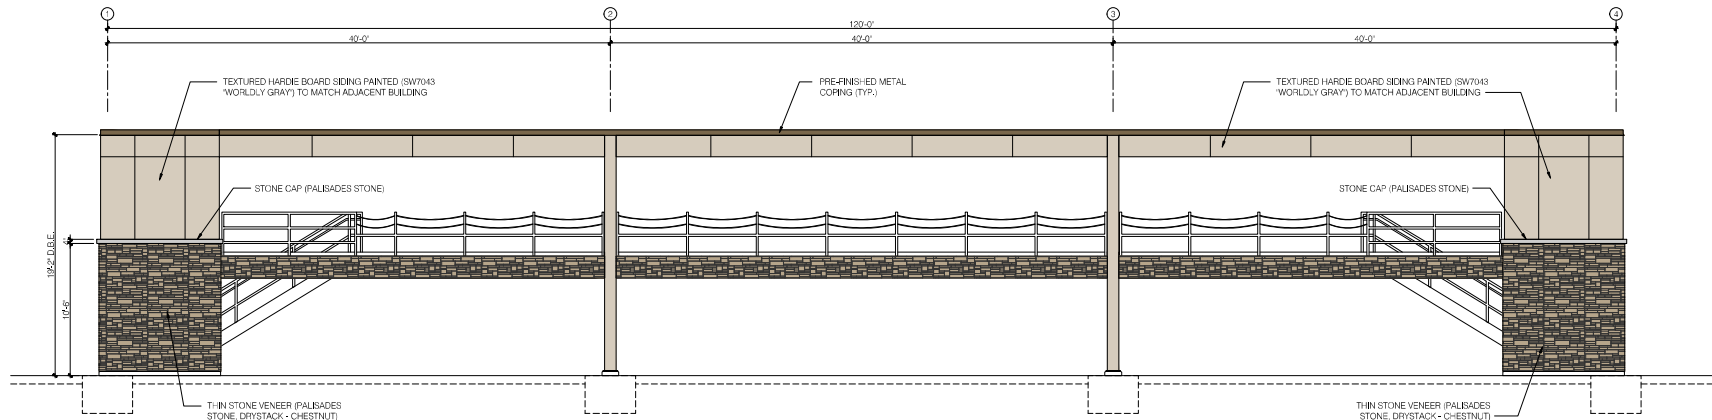 1 2 3 4
120'-0"
40'-0" 40'-0" 40'-0"
TEXTURED HARDIE BOARD SIDING PAINTED (SW7043
"WORLDLY GRAY") TO MATCH ADJACENT BUILDING
PRE-FINISHED METAL
COPING (TYP.)
TEXTURED HARDIE BOARD SIDING PAINTED (SW7043
"WORLDLY GRAY") TO MATCH ADJACENT BUILDING
STONE CAP (PALISADES STONE)
STONE CAP (PALISADES STONE)
19'-2" D.B.E.
4"
10'-6"
THIN STONE VENEER (PALISADES
STONE, DRYSTACK - CHESTNUT)
THIN STONE VENEER (PALISADES
STONE, DRYSTACK - CHESTNUT)